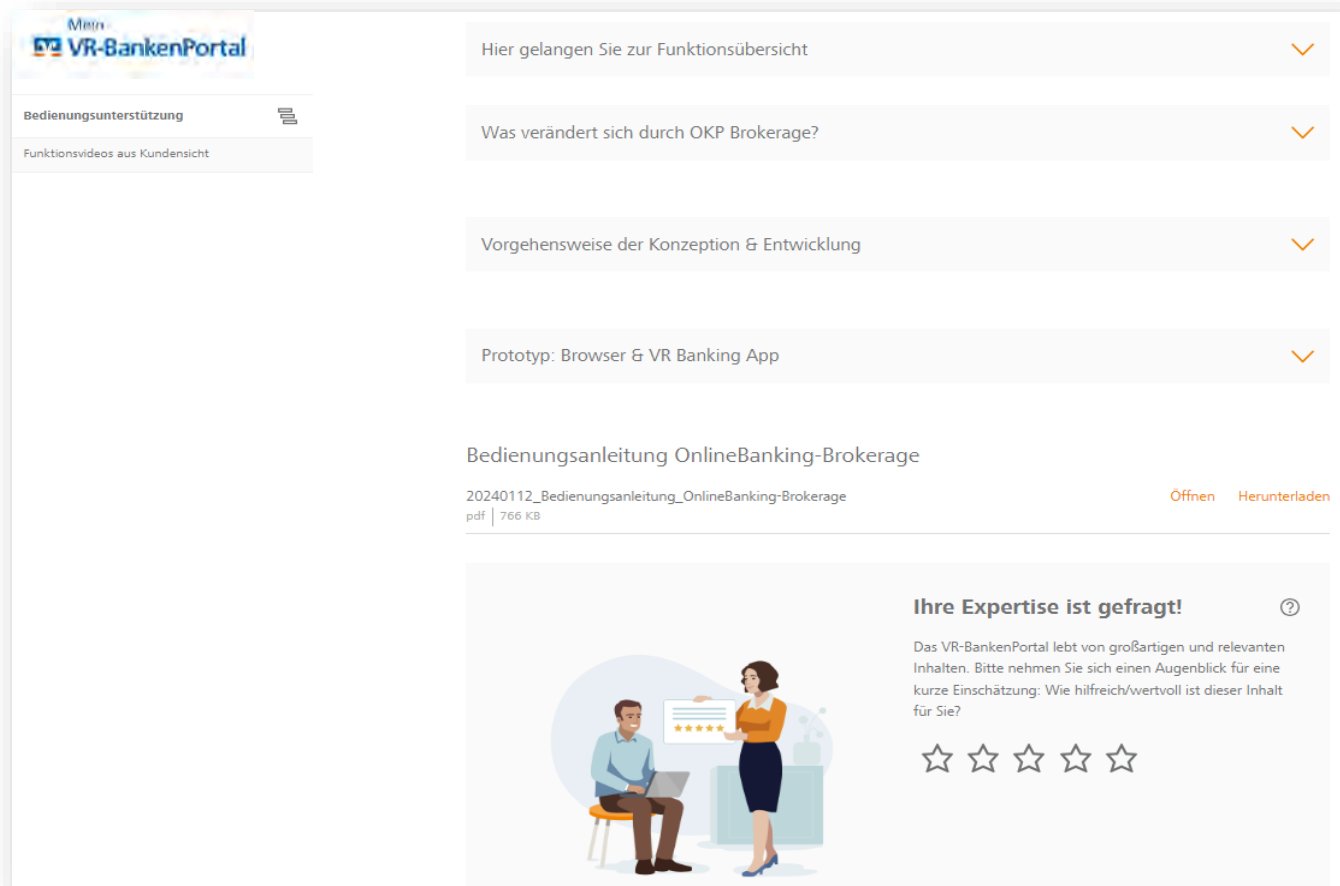 Mein
VR-BankenPortal
Bedienungsunterstützung
Funktionsvideos aus Kundensicht
Hier gelangen Sie zur Funktionsübersicht
Was verändert sich durch OKP Brokerage?
Vorgehensweise der Konzeption & Entwicklung
Prototyp: Browser & VR Banking App
Bedienungsanleitung OnlineBanking-Brokerage
20240112_Bedienungsanleitung_OnlineBanking-Brokerage
Öffnen Herunterladen
pdf | 766 KB
Ihre Expertise ist gefragt!
Das VR-BankenPortal lebt von großartigen und relevanten
Inhalten. Bitte nehmen Sie sich einen Augenblick für eine
kurze Einschätzung: Wie hilfreich/wertvoll ist dieser Inhalt
für Sie?